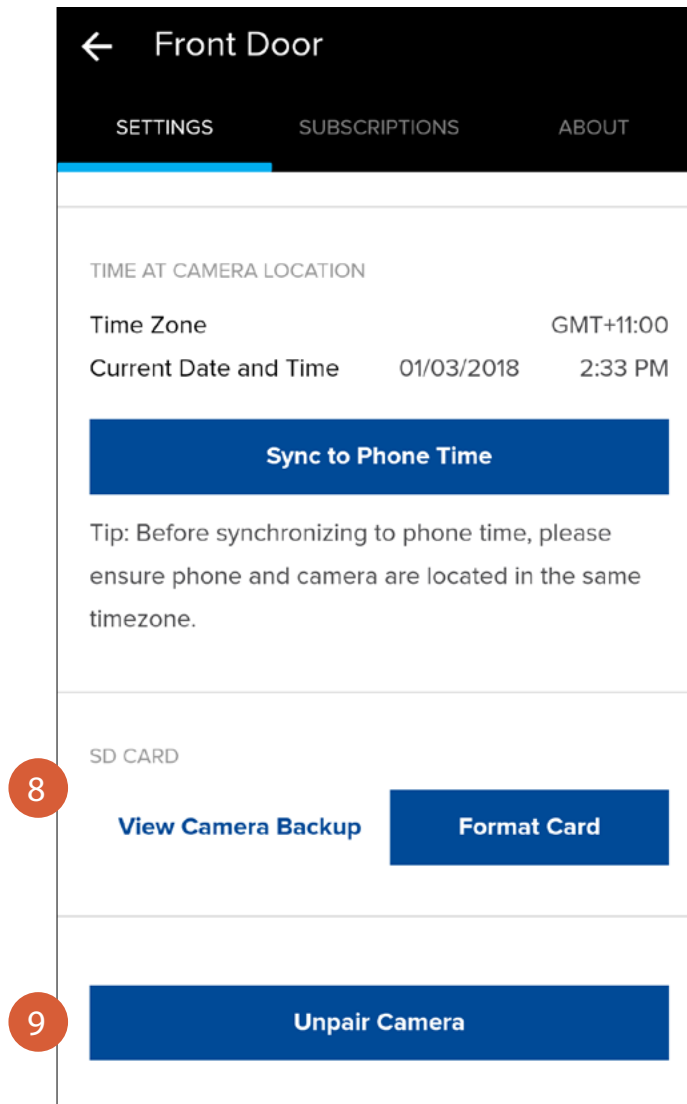 Front Door
SETTINGS SUBSCRIPTIONS ABOUT
TIME AT CAMERA LOCATION
Time Zone GMT+11:00
Current Date and Time 01/03/2018 2:33 PM
Sync to Phone Time
Tip: Before synchronizing to phone time, please
ensure phone and camera are located in the same
timezone.
SD CARD
8
View Camera Backup Format Card
9 Unpair Camera